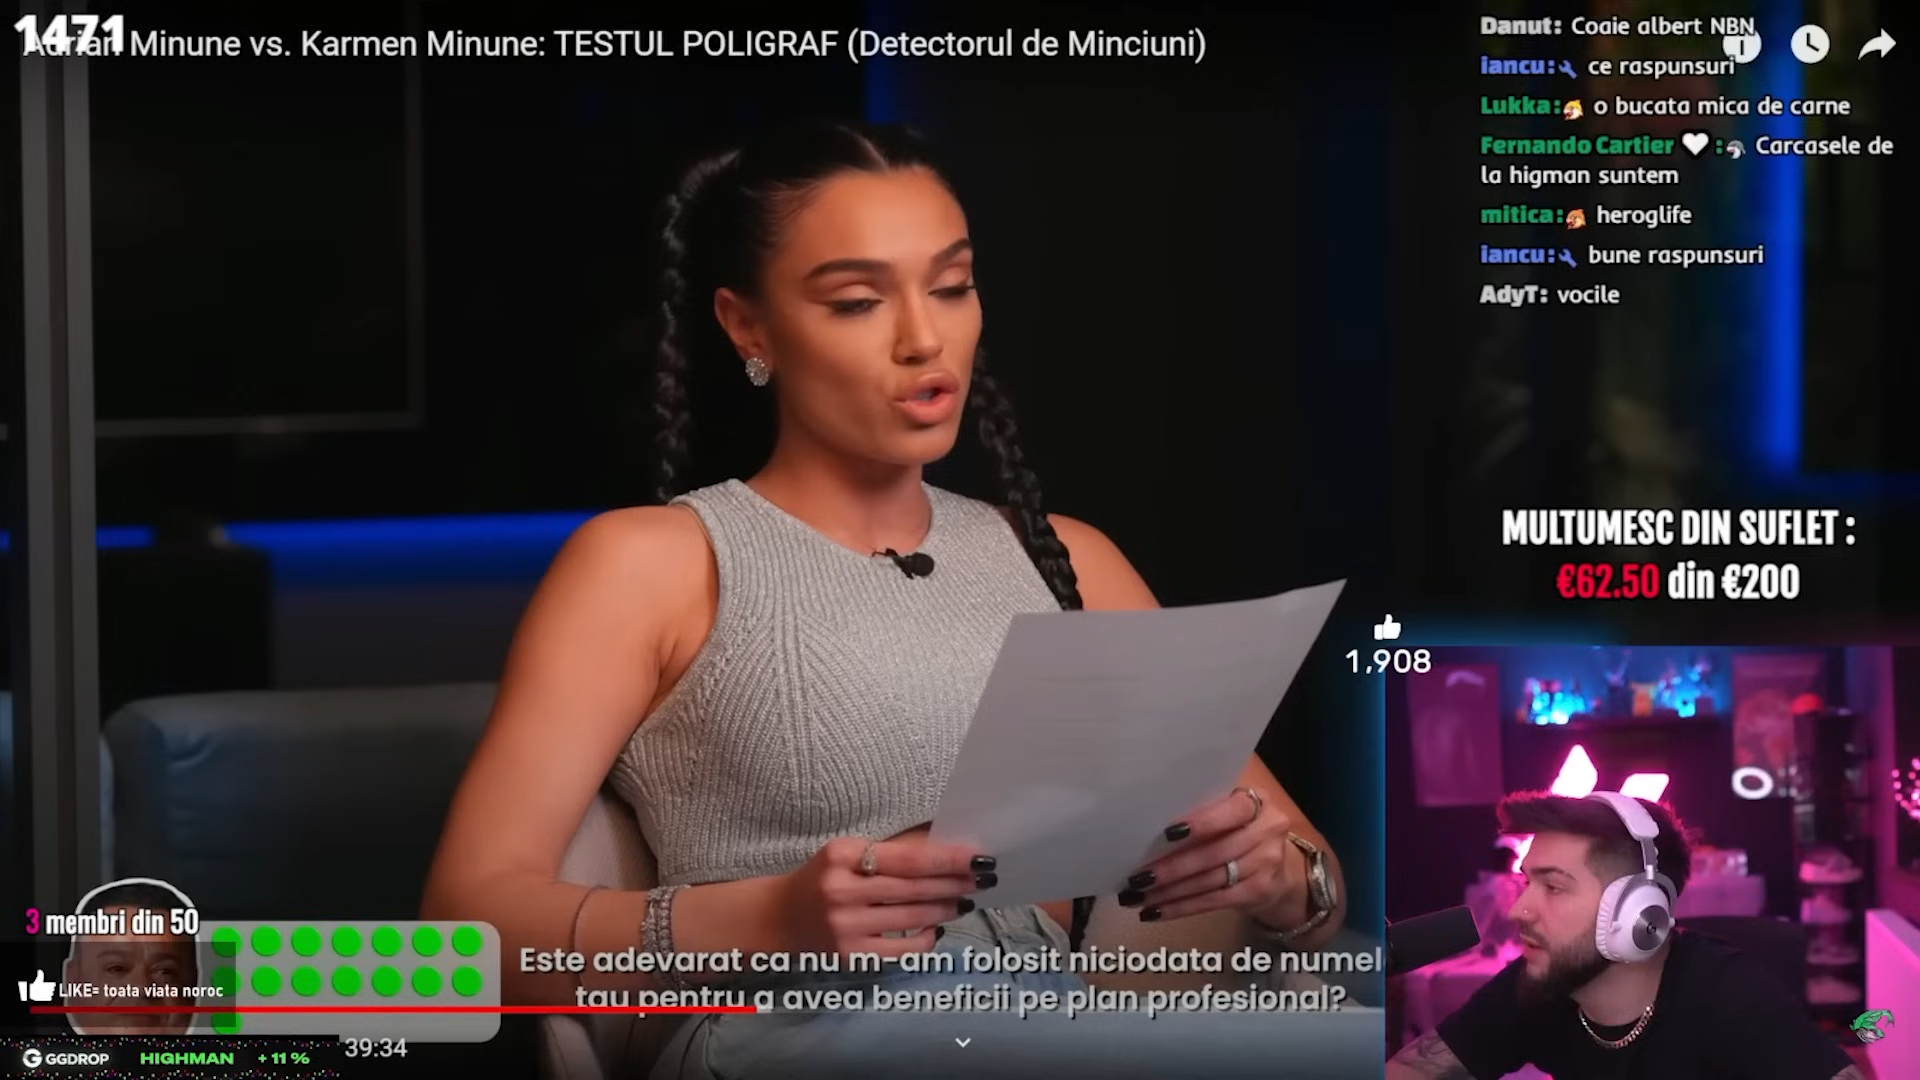 1471
Adrian Minune vs. Karmen Minune: TESTUL POLIGRAF (Detectorul de Minciuni)
Danut: Coaie albert NBN
iancu: ce raspunsuri
Lukka: o bucata mica de carne
Fernando Cartier: Carcasele de
la higman suntem
mitica: heroglife
iancu: bune raspunsuri
AdyT: vocile
MULTUMESC DIN SUFLET :
€62.50 din €200
1,908
3 membri din 50
LIKE= toata viata noroc
Este adevarat ca nu m-am folosit niciodata de numel
tau pentru a avea beneficii pe plan profesional?
39:34
GGDROP HIGHMAN +11%